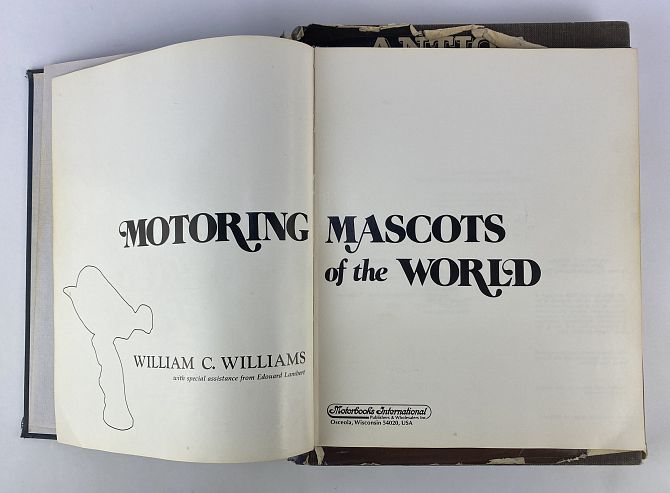 MOTORING MASCOTS
of the WORLD
WILLIAM C. WILLIAMS
with special assistance from Edouard Lambert
Motorbooks International
Publishers & Wholesalers Inc.
Osceola, Wisconsin 54020, USA